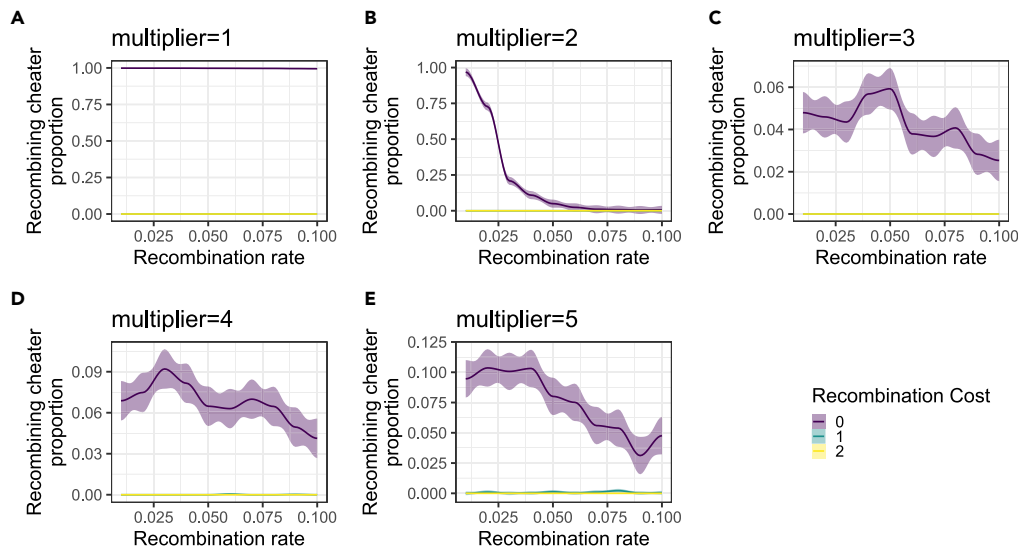 A
multiplier=1
Recombining cheater
proportion
1.00
0.75
0.50
0.25
0.00
0.025 0.050 0.075 0.100
Recombination rate
B
multiplier=2
Recombining cheater
proportion
1.00
0.75
0.50
0.25
0.00
0.025 0.050 0.075 0.100
Recombination rate
C
multiplier=3
Recombining cheater
proportion
0.06
0.04
0.02
0.00
0.025 0.050 0.075 0.100
Recombination rate
D
multiplier=4
Recombining cheater
proportion
0.09
0.06
0.03
0.00
0.025 0.050 0.075 0.100
Recombination rate
E
multiplier=5
Recombining cheater
proportion
0.125
0.100
0.075
0.050
0.025
0.000
0.025 0.050 0.075 0.100
Recombination rate
Recombination Cost
0
1
2